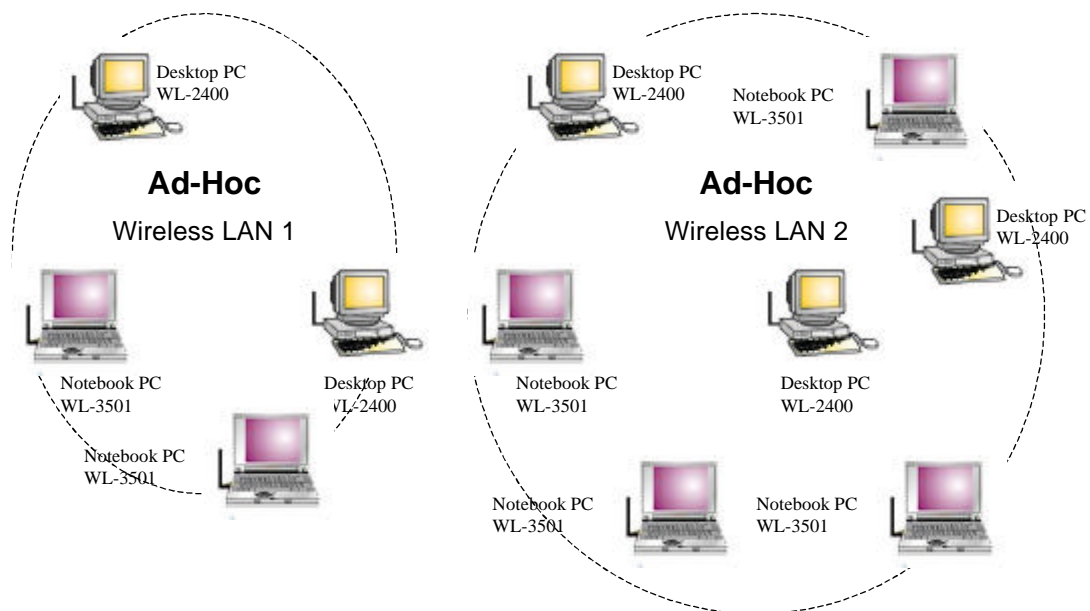 Desktop PC
WL-2400
Ad-Hoc
Wireless LAN 1
Notebook PC
WL-3501
Desktop PC
WL-2400
Notebook PC
WL-3501
Desktop PC
WL-2400
Notebook PC
WL-3501
Ad-Hoc
Wireless LAN 2
Desktop PC
WL-2400
Notebook PC
WL-3501
Desktop PC
WL-2400
Notebook PC
WL-3501
Notebook PC
WL-3501